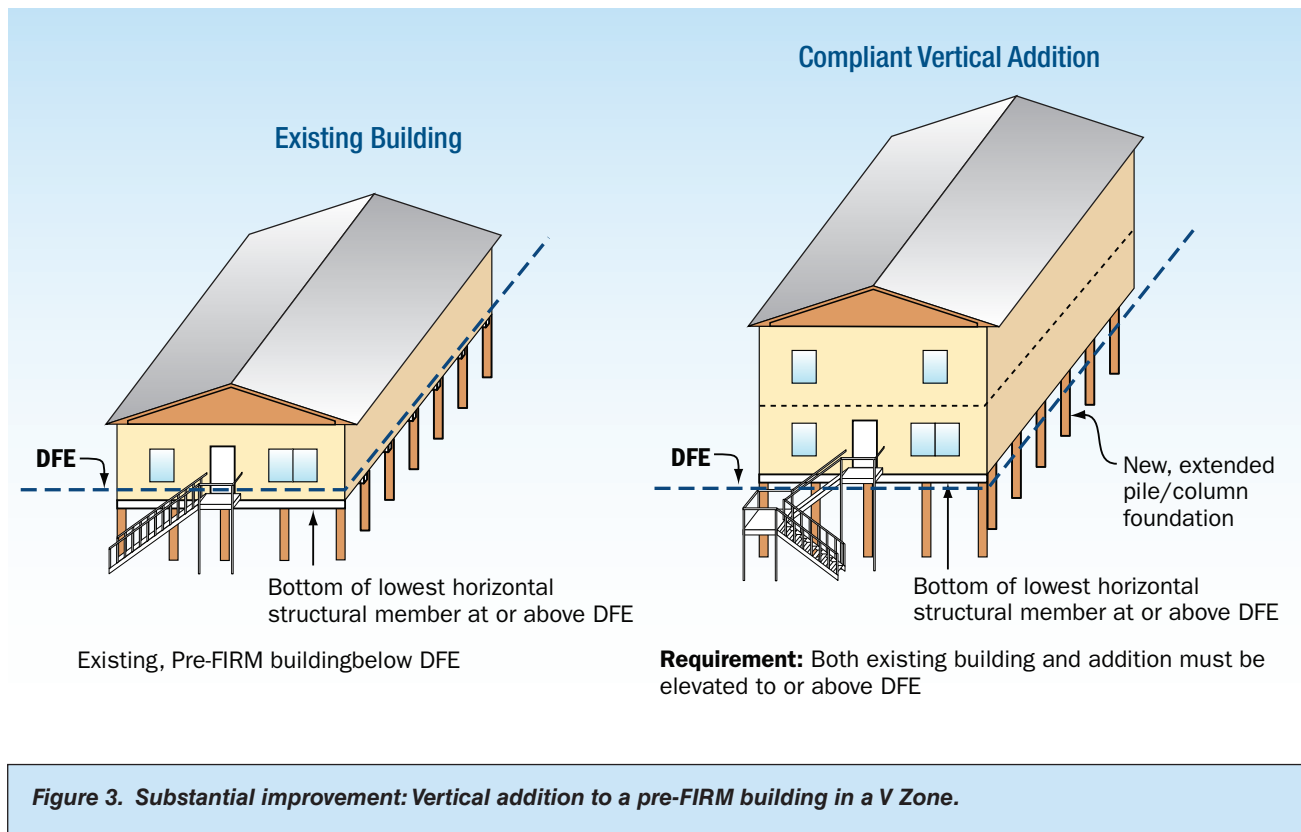 Existing Building
DFE
Bottom of lowest horizontal
structural member at or above DFE
Existing, Pre-FIRM buildingbelow DFE
Compliant Vertical Addition
DFE
New, extended
pile/column
foundation
Bottom of lowest horizontal
structural member at or above DFE
Requirement: Both existing building and addition must be
elevated to or above DFE
Figure 3. Substantial improvement: Vertical addition to a pre-FIRM building in a V Zone.